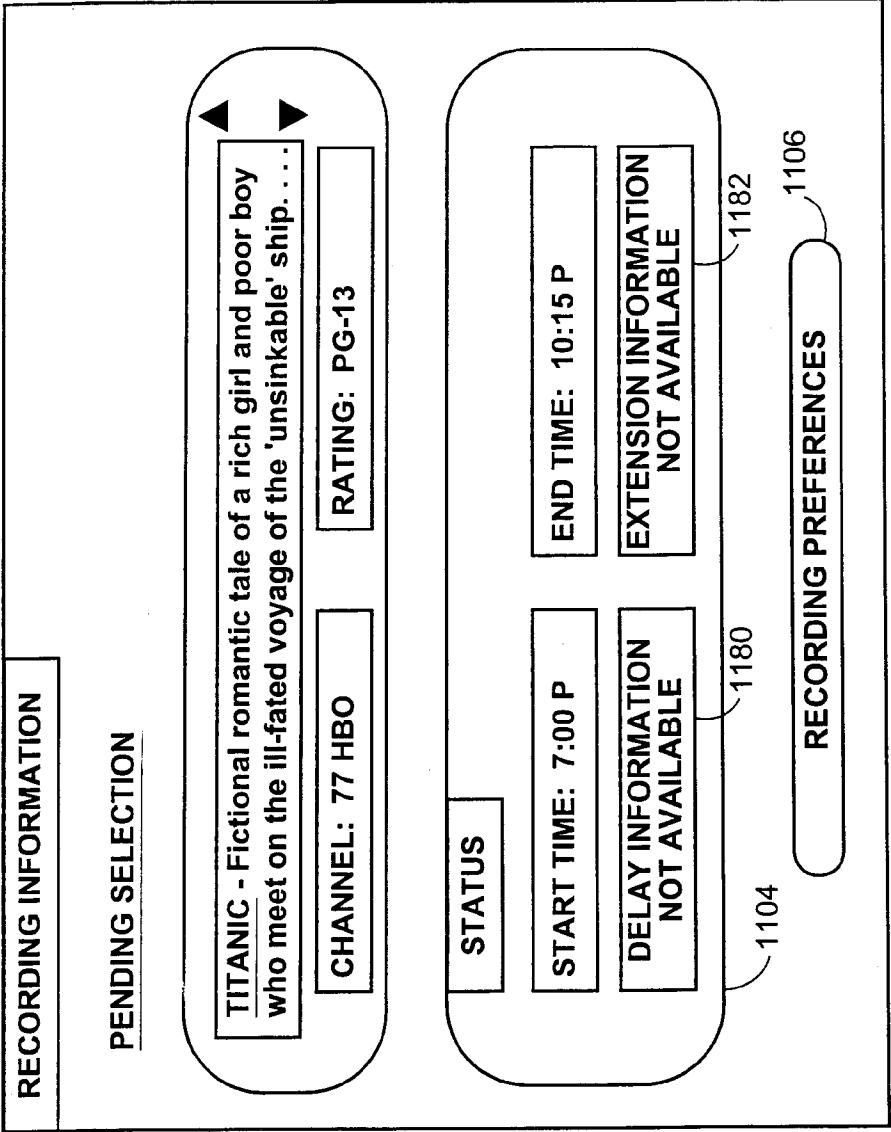 RECORDING INFORMATION
PENDING SELECTION
TITANIC - Fictional romantic tale of a rich girl and poor boy
who meet on the ill-fated voyage of the 'unsinkable' ship. . . .
CHANNEL: 77 HBO
RATING: PG-13
STATUS
START TIME: 7:00 P
END TIME: 10:15 P
DELAY INFORMATION
NOT AVAILABLE
EXTENSION INFORMATION
NOT AVAILABLE
1104
1180
1182
RECORDING PREFERENCES
1106